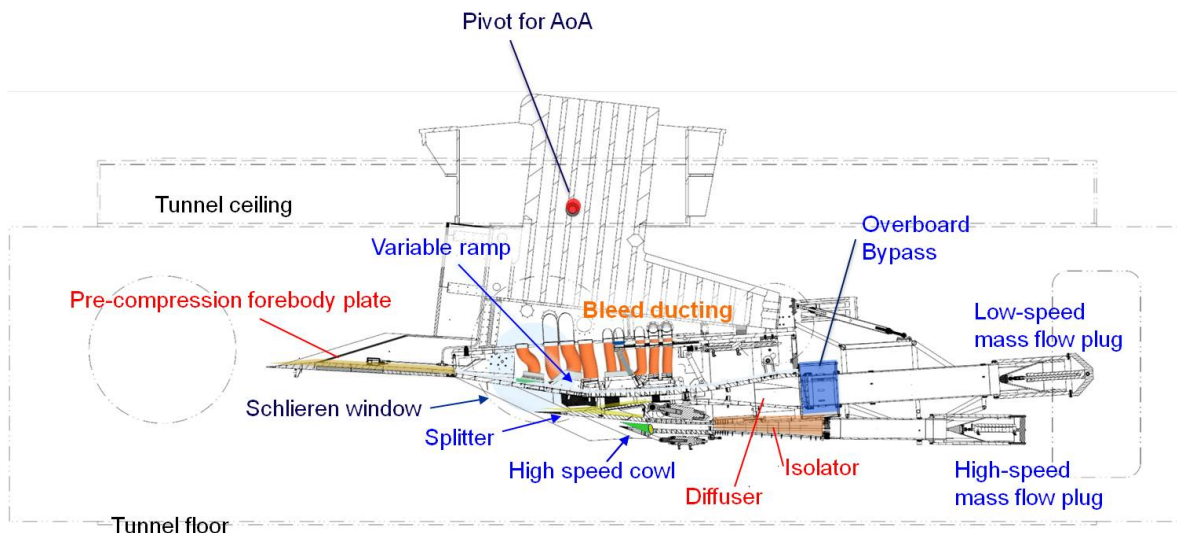 Pivot for AoA
Tunnel ceiling
Overboard
Bypass
Variable ramp
Pre-compression forebody plate
Bleed ducting
Low-speed
mass flow plug
Schlieren window
Splitter
High speed cowl
Isolator
Diffuser
High-speed
mass flow plug
Tunnel floor